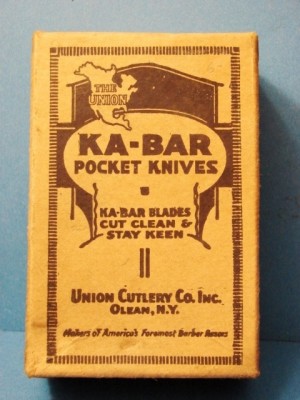 THE
UNION
KA-BAR
POCKET KNIVES
KA-BAR BLADES
CUT CLEAN &
STAY KEEN
UNION CUTLERY CO. INC.
OLEAN, N.Y.
Makers of America's Foremost Barber Razors